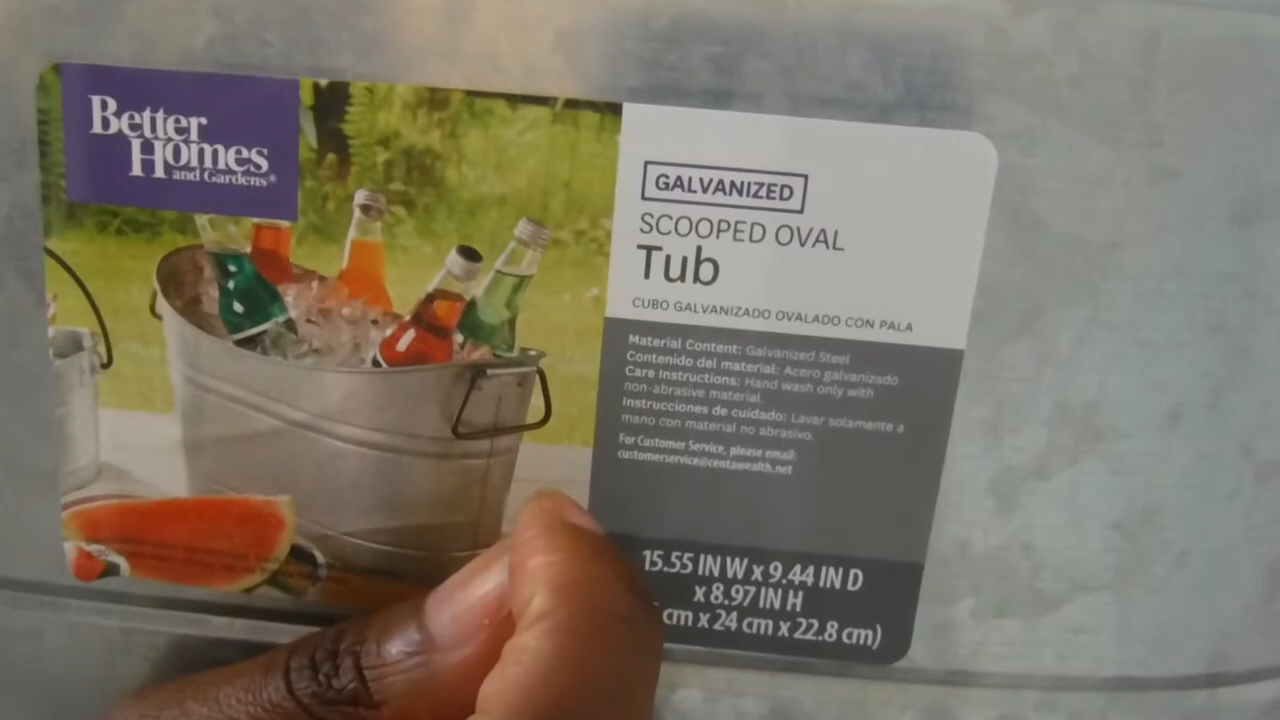 Better
Homes
and Gardens®
GALVANIZED
SCOOPED OVAL
Tub
CUBO GALVANIZADO OVALADO CON PALA
Material Content: Galvanized Steel
Contenido del material: Acero galvanizado
Care Instructions: Hand wash only with
non-abrasive material.
Instrucciones de cuidado: Lavar solamente a
mano con material no abrasivo.
For Customer Service, please email:
customerservice@centawealth.net
15.55 IN W x 9.44 IN D
x 8.97 IN H
cm x 24 cm x 22.8 cm)